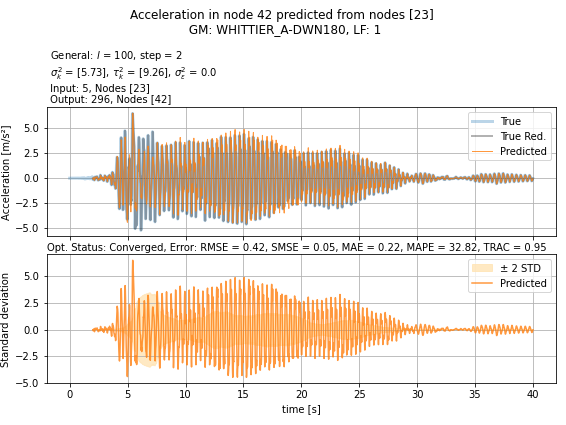 Acceleration in node 42 predicted from nodes [23]
GM: WHITTIER_A-DWN180, LF: 1
General: l = 100, step = 2
σ²ₖ = [5.73], τ²ₖ = [9.26], σ²ε = 0.0
Input: 5, Nodes [23]
Output: 296, Nodes [42]
Acceleration [m/s²]
5.0
2.5
0.0
−2.5
−5.0
True
True Red.
Predicted
Opt. Status: Converged, Error: RMSE = 0.42, SMSE = 0.05, MAE = 0.22, MAPE = 32.82, TRAC = 0.95
Standard deviation
5.0
2.5
0.0
−2.5
−5.0
± 2 STD
Predicted
0 5 10 15 20 25 30 35 40
time [s]